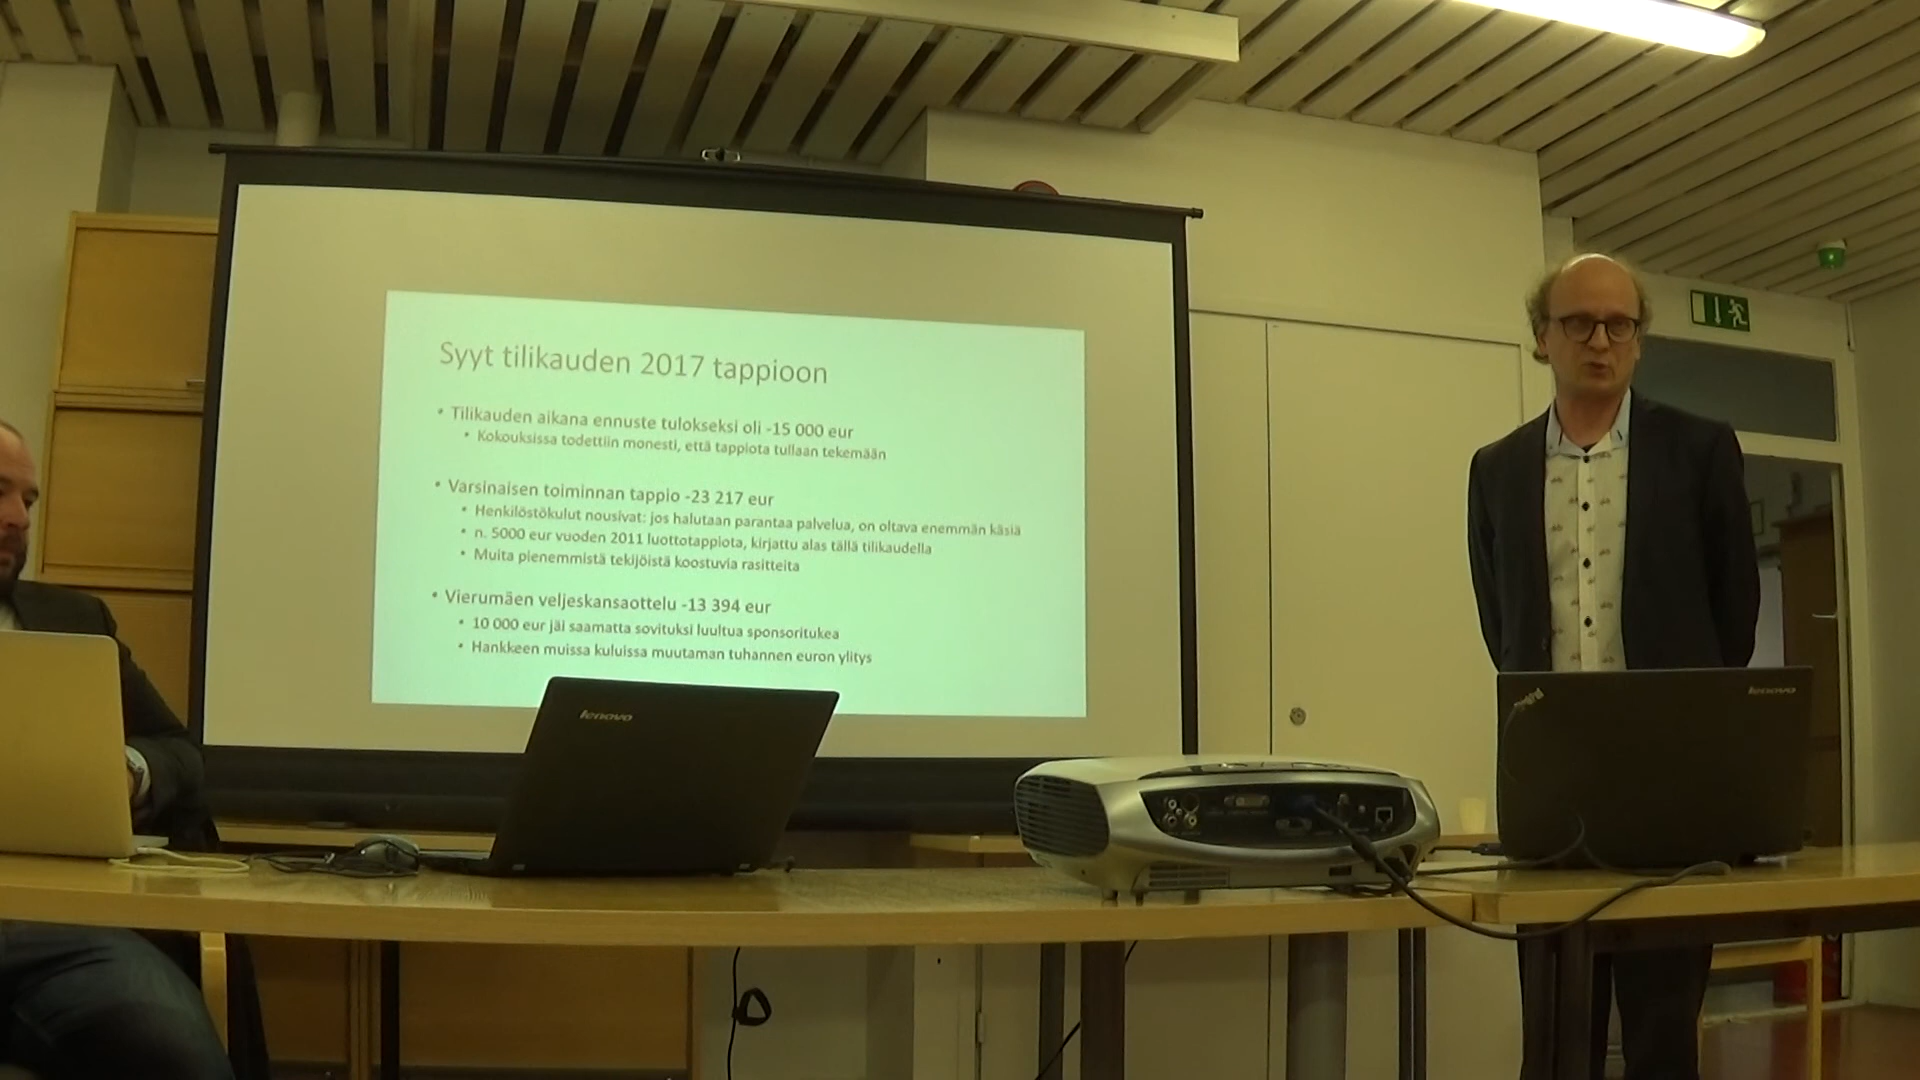 Syyt tilikauden 2017 tappioon
• Tilikauden aikana ennuste tulokseksi oli -15 000 eur
• Kokouksissa todettiin monesti, että tappiota tullaan tekemään
• Varsinaisen toiminnan tappio -23 217 eur
• Henkilöstökulut nousivat: jos halutaan parantaa palvelua, on oltava enemmän käsiä
• n. 5000 eur vuoden 2011 luottotappiota, kirjattu alas tällä tilikaudella
• Muita pienemmistä tekijöistä koostuvia rasitteita
• Vierumäen veljeskansaottelu -13 394 eur
• 10 000 eur jäi saamatta sovituksi luultua sponsoritukea
• Hankkeen muissa kuluissa muutaman tuhannen euron ylitys
lenovo
ThinkPad
lenovo